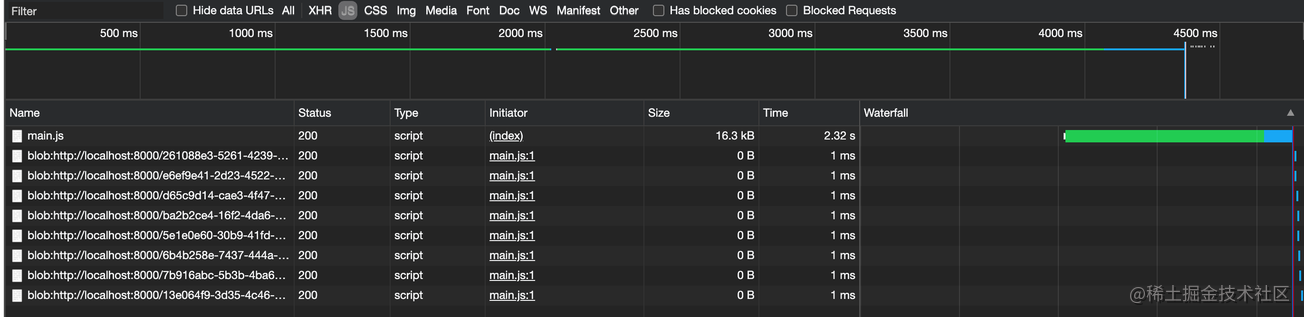 Filter Hide data URLs All XHR JS CSS Img Media Font Doc WS Manifest Other Has blocked cookies Blocked Requests
500 ms 1000 ms 1500 ms 2000 ms 2500 ms 3000 ms 3500 ms 4000 ms 4500 ms
Name Status Type Initiator Size Time Waterfall
main.js 200 script (index) 16.3 kB 2.32 s
blob:http://localhost:8000/261088e3-5261-4239-... 200 script main.js:1 0 B 1 ms
blob:http://localhost:8000/e6ef9e41-2d23-4522-... 200 script main.js:1 0 B 1 ms
blob:http://localhost:8000/d65c9d14-cae3-4f47-... 200 script main.js:1 0 B 1 ms
blob:http://localhost:8000/ba2b2ce4-16f2-4da6-... 200 script main.js:1 0 B 1 ms
blob:http://localhost:8000/5e1e0e60-30b9-41fd-... 200 script main.js:1 0 B 1 ms
blob:http://localhost:8000/6b4b258e-7437-444a-... 200 script main.js:1 0 B 1 ms
blob:http://localhost:8000/7b916abc-5b3b-4ba6... 200 script main.js:1 0 B 1 ms
blob:http://localhost:8000/13e064f9-3d35-4c46-... 200 script main.js:1 0 B 1 ms
@稀土掘金技术社区